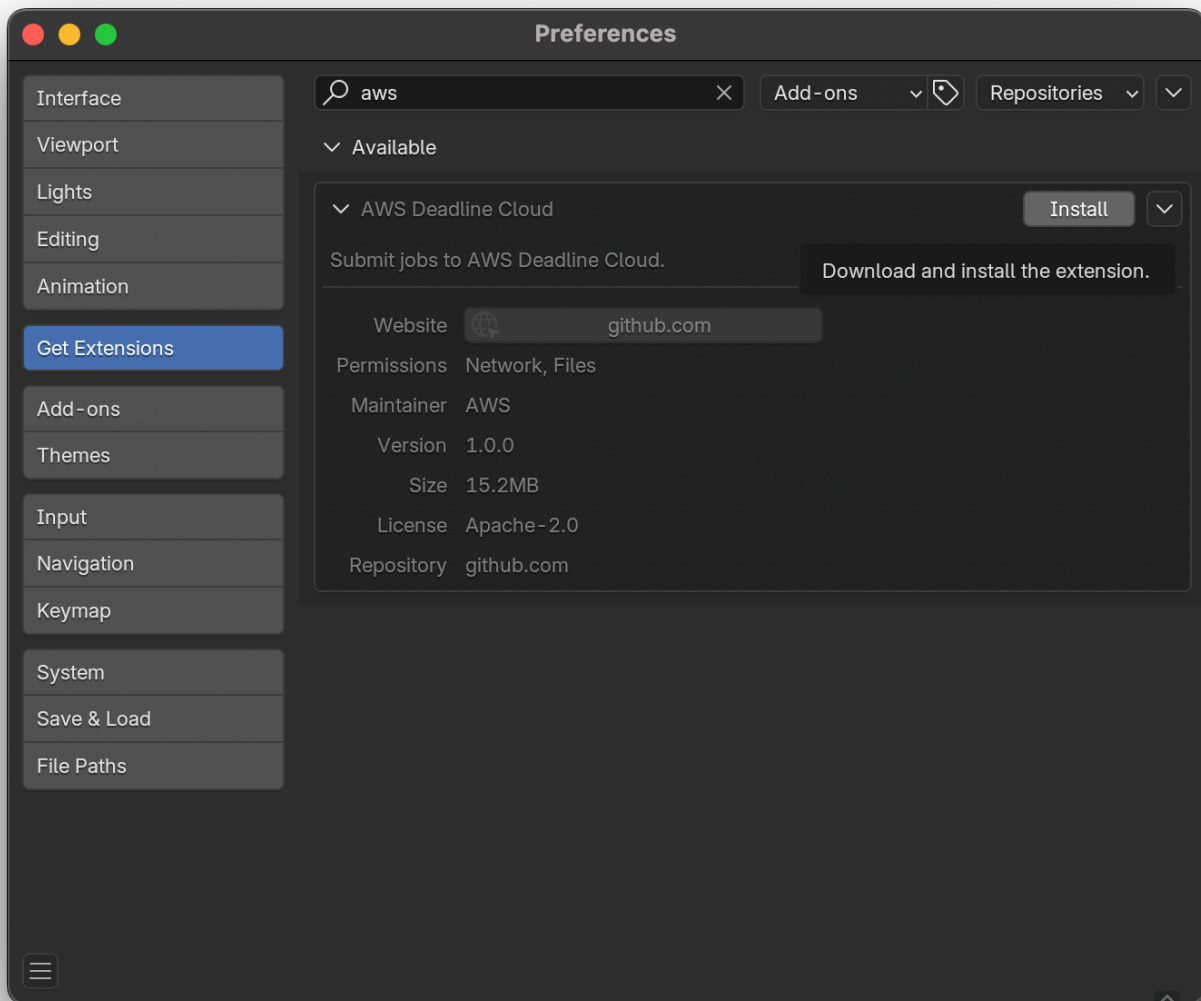 Preferences
Interface
Viewport
Lights
Editing
Animation
Get Extensions
Add-ons
Themes
Input
Navigation
Keymap
System
Save & Load
File Paths
aws
Add-ons
Repositories
Available
AWS Deadline Cloud
Install
Submit jobs to AWS Deadline Cloud.
Download and install the extension.
Website github.com
Permissions Network, Files
Maintainer AWS
Version 1.0.0
Size 15.2MB
License Apache-2.0
Repository github.com